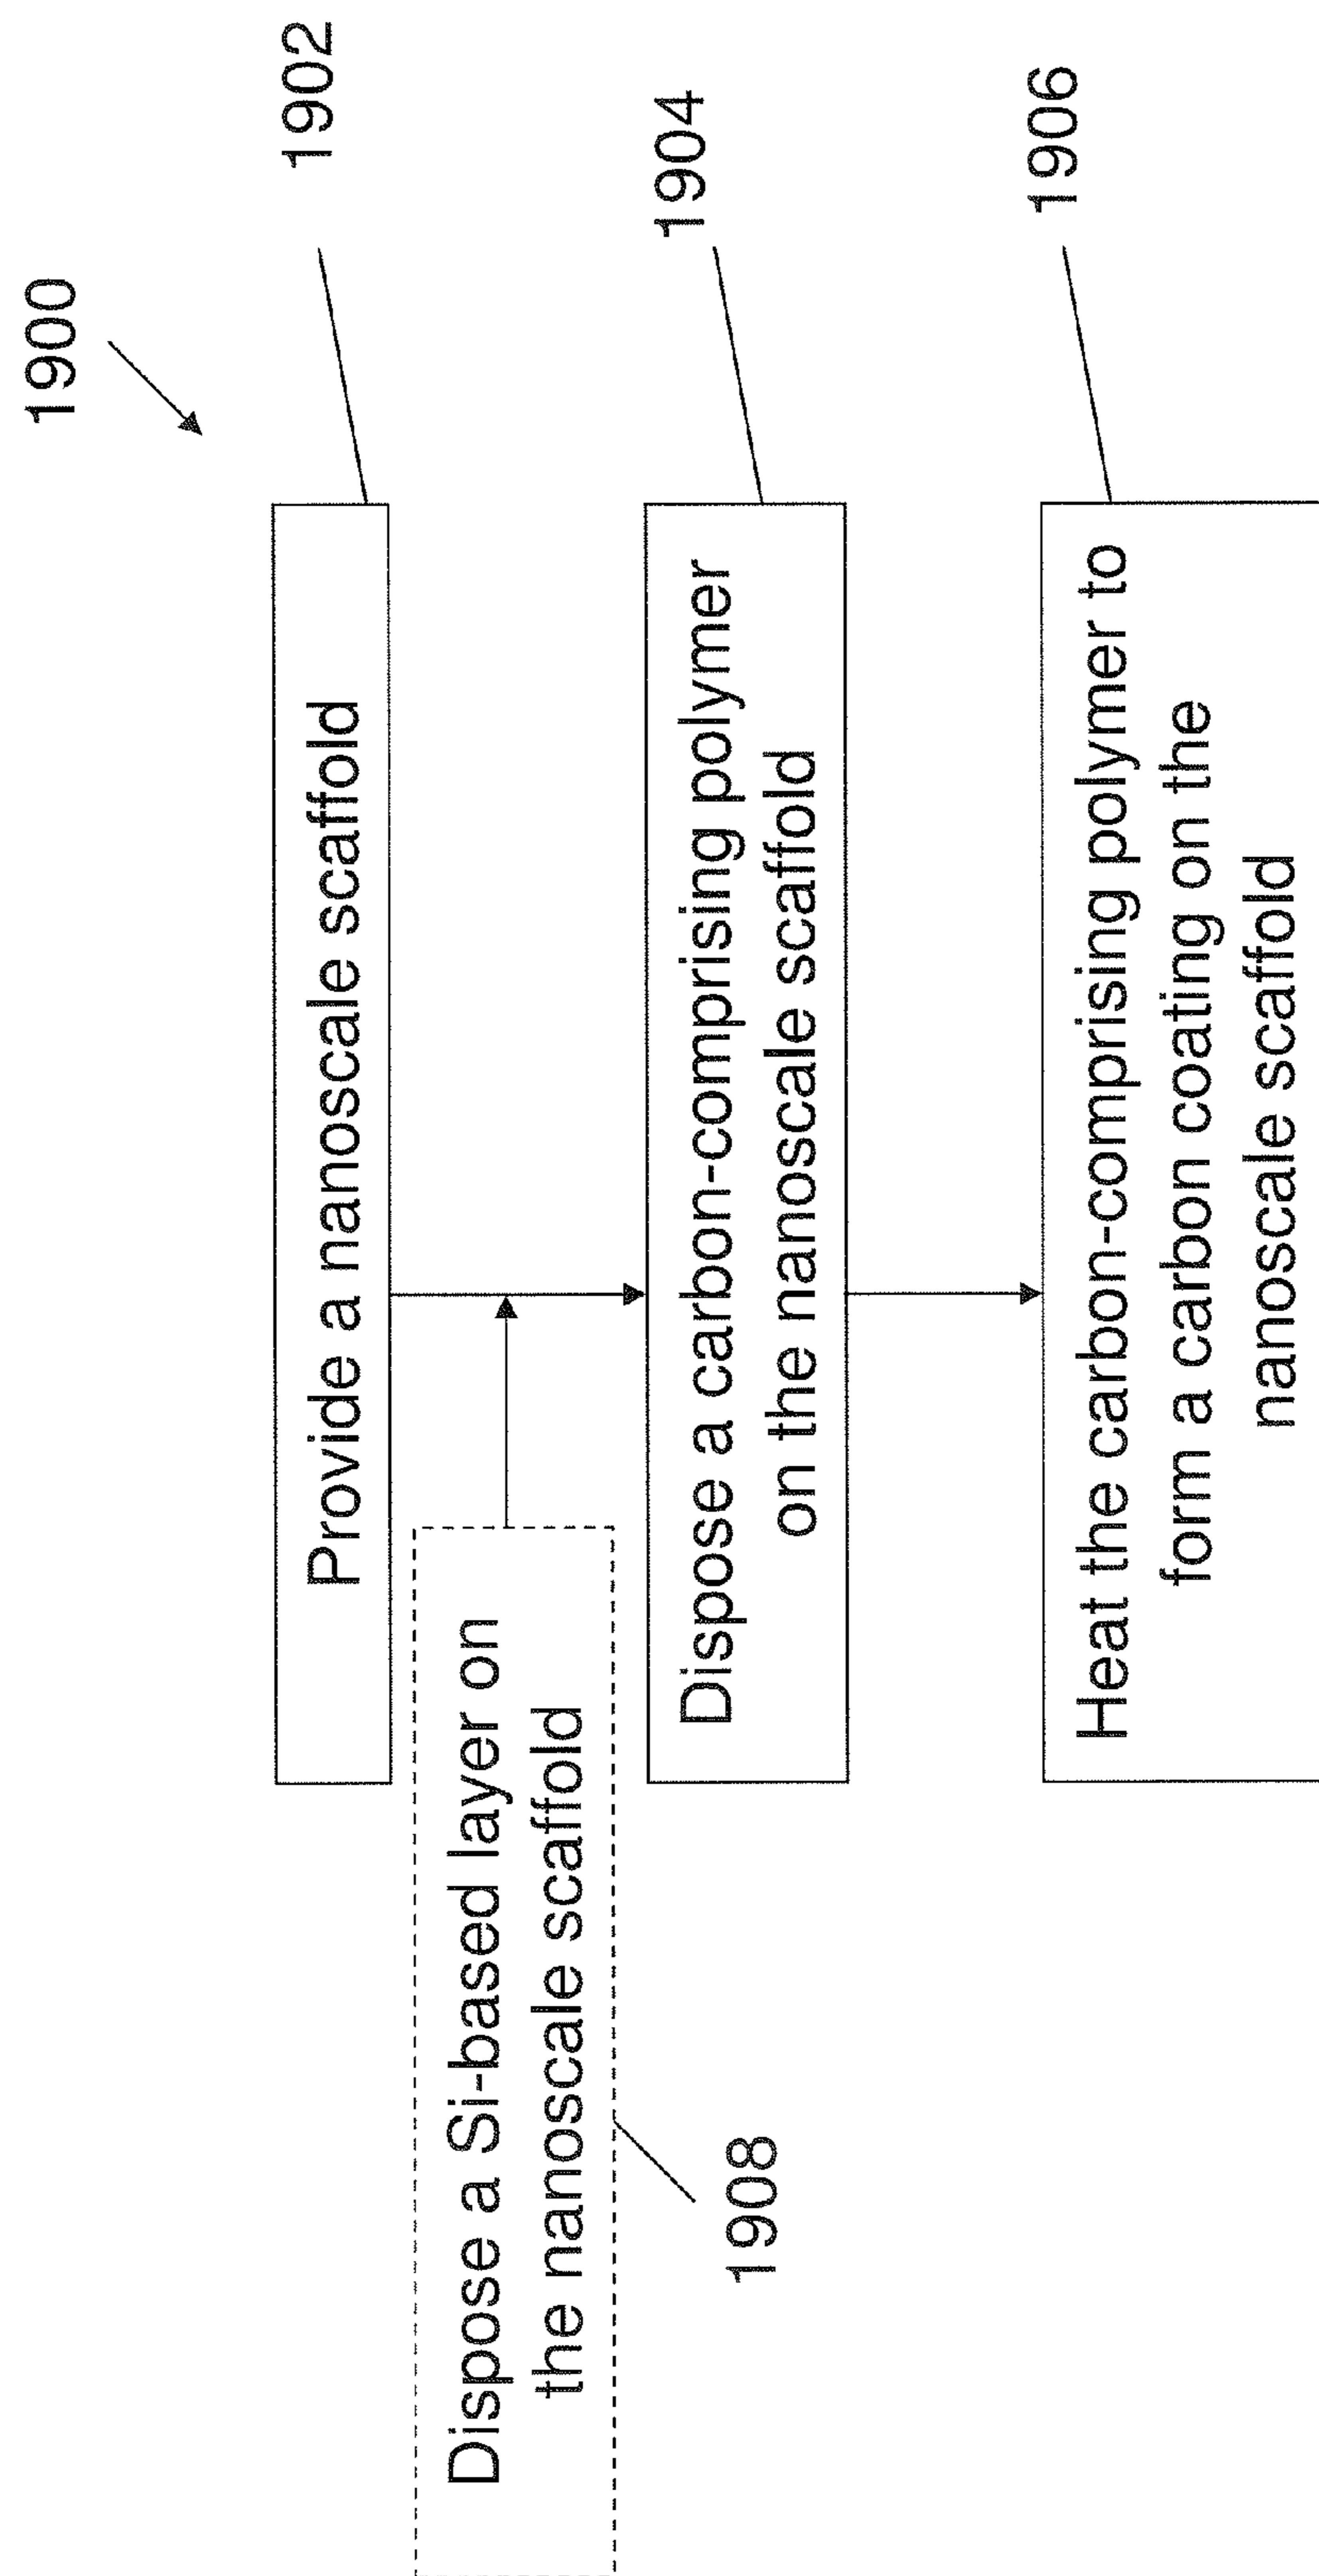 1900
Provide a nanoscale scaffold
1902
Dispose a Si-based layer on
the nanoscale scaffold
1908
Dispose a carbon-comprising polymer
on the nanoscale scaffold
1904
Heat the carbon-comprising polymer to
form a carbon coating on the
nanoscale scaffold
1906